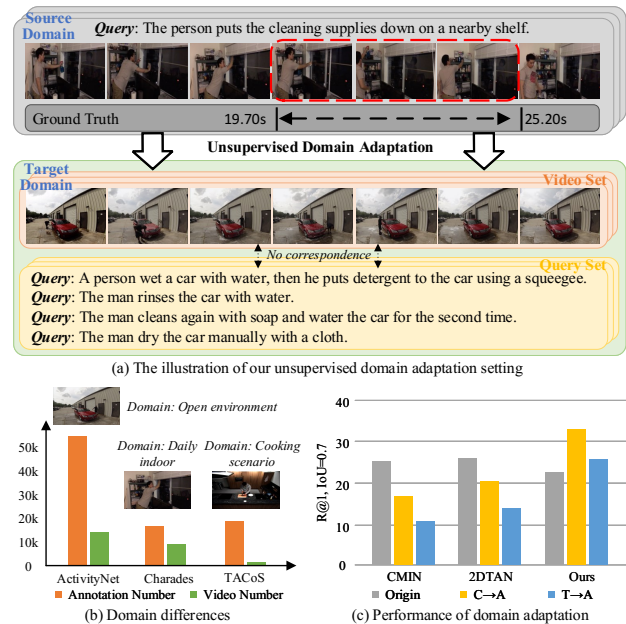 Source
Domain
Query: The person puts the cleaning supplies down on a nearby shelf.
Ground Truth 19.70s 25.20s
Unsupervised Domain Adaptation
Target
Domain
Video Set
No correspondence
Query Set
Query: A person wet a car with water, then he puts detergent to the car using a squeegee.
Query: The man rinses the car with water.
Query: The man cleans again with soap and water the car for the second time.
Query: The man dry the car manually with a cloth.
(a) The illustration of our unsupervised domain adaptation setting
Domain: Open environment
Domain: Daily
indoor
Domain: Cooking
scenario
50k
40k
30k
20k
10k
0
ActivityNet Charades TACoS
Annotation Number Video Number
(b) Domain differences
R@1, IoU=0.7
40
30
20
10
0
CMIN 2DTAN Ours
Origin C→A T→A
(c) Performance of domain adaptation